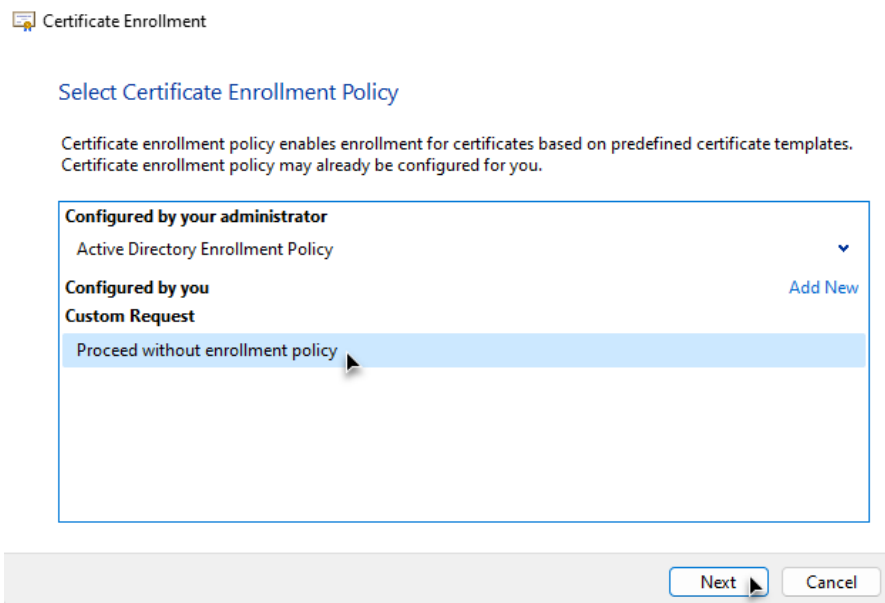 Certificate Enrollment
Select Certificate Enrollment Policy
Certificate enrollment policy enables enrollment for certificates based on predefined certificate templates.
Certificate enrollment policy may already be configured for you.
Configured by your administrator
Active Directory Enrollment Policy
Configured by you Add New
Custom Request
Proceed without enrollment policy
Next Cancel